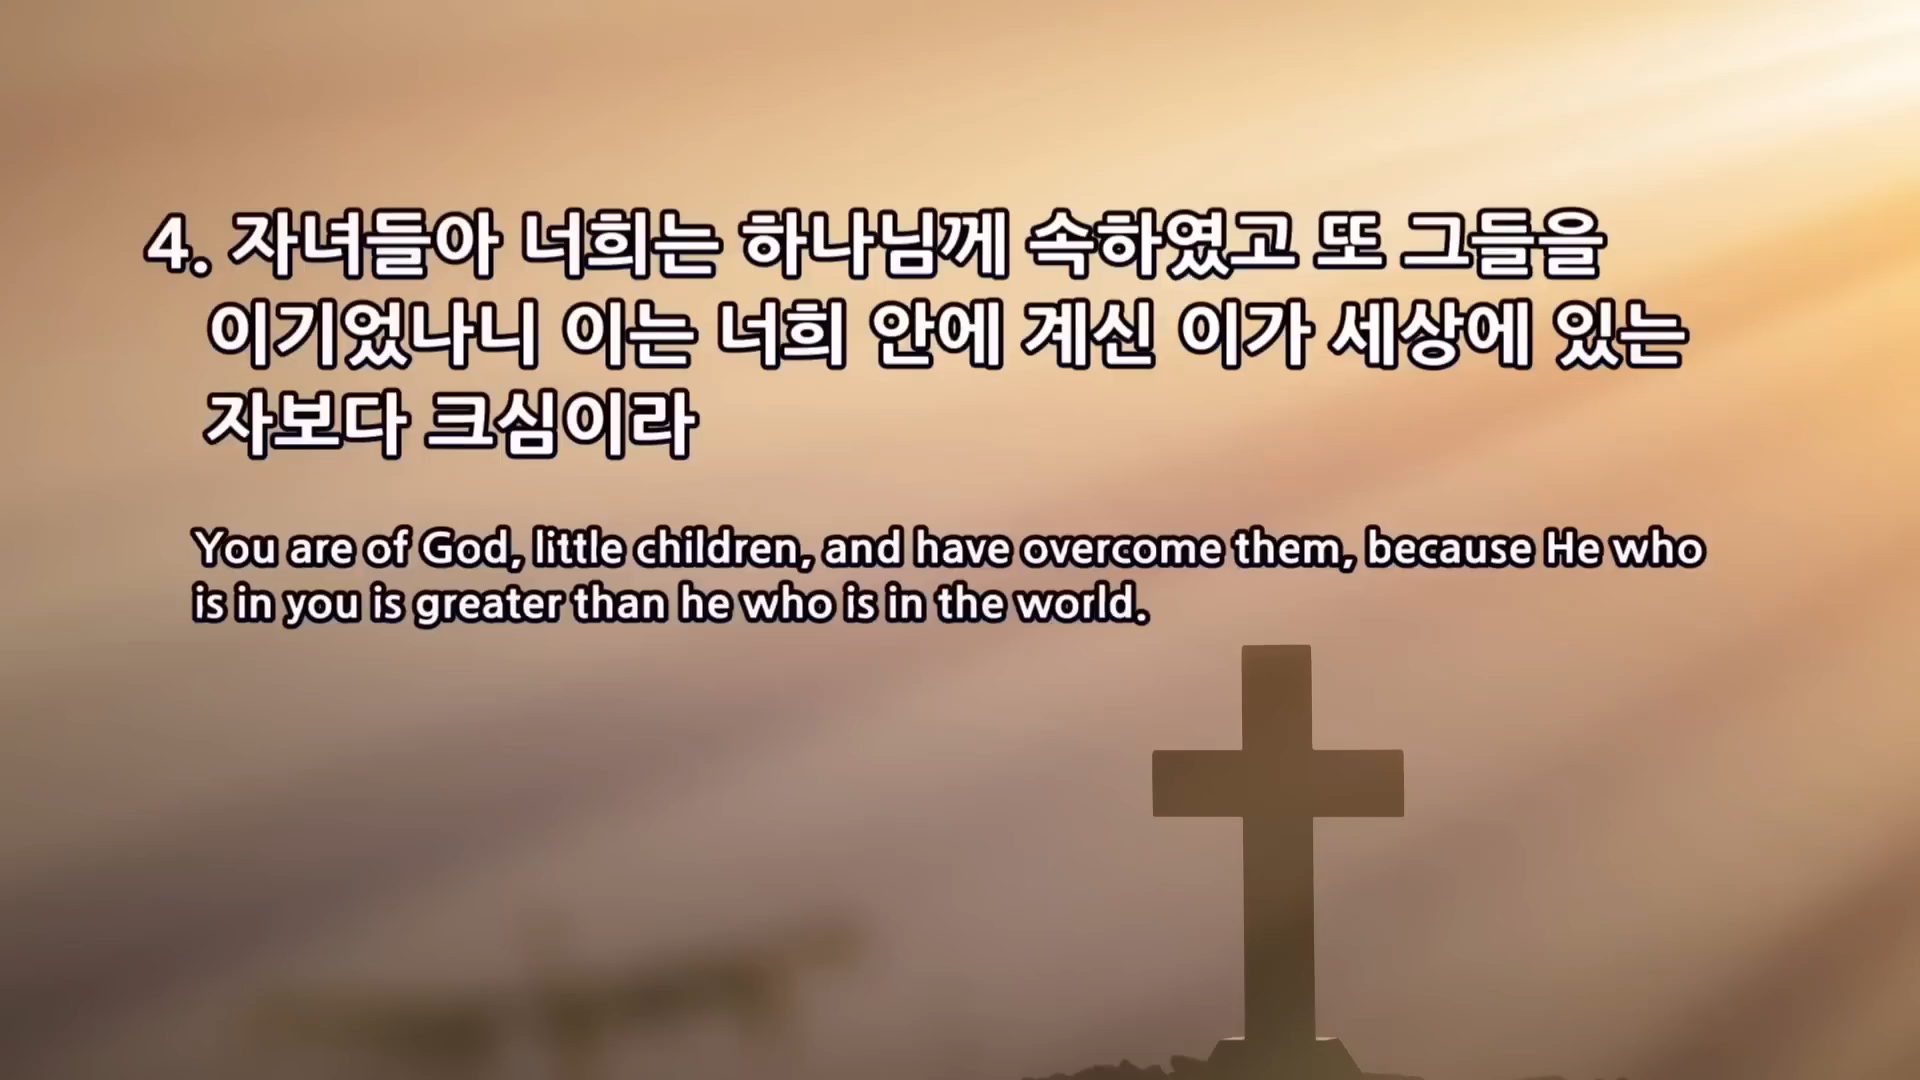 4. 자녀들아 너희는 하나님께 속하였고 또 그들을
이기었나니 이는 너희 안에 계신 이가 세상에 있는
자보다 크심이라
You are of God, little children, and have overcome them, because He who
is in you is greater than he who is in the world.